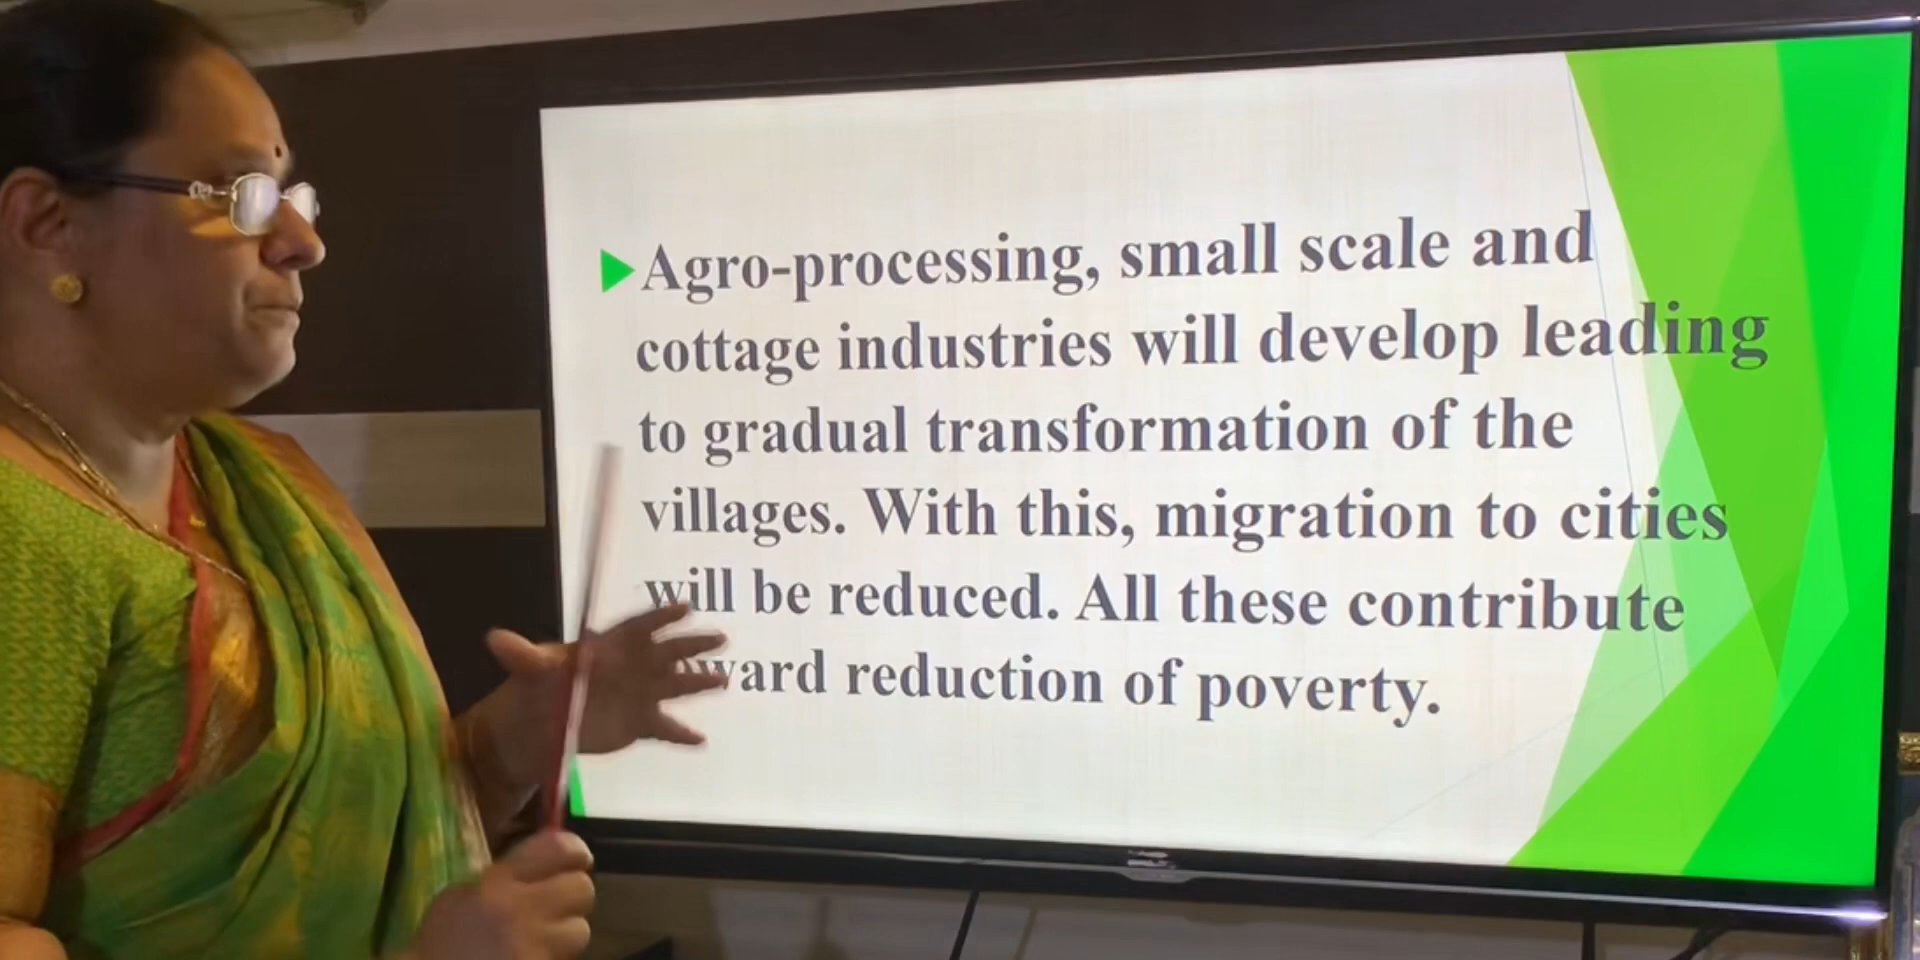 Agro-processing, small scale and
cottage industries will develop leading
to gradual transformation of the
villages. With this, migration to cities
will be reduced. All these contribute
reduction of poverty.